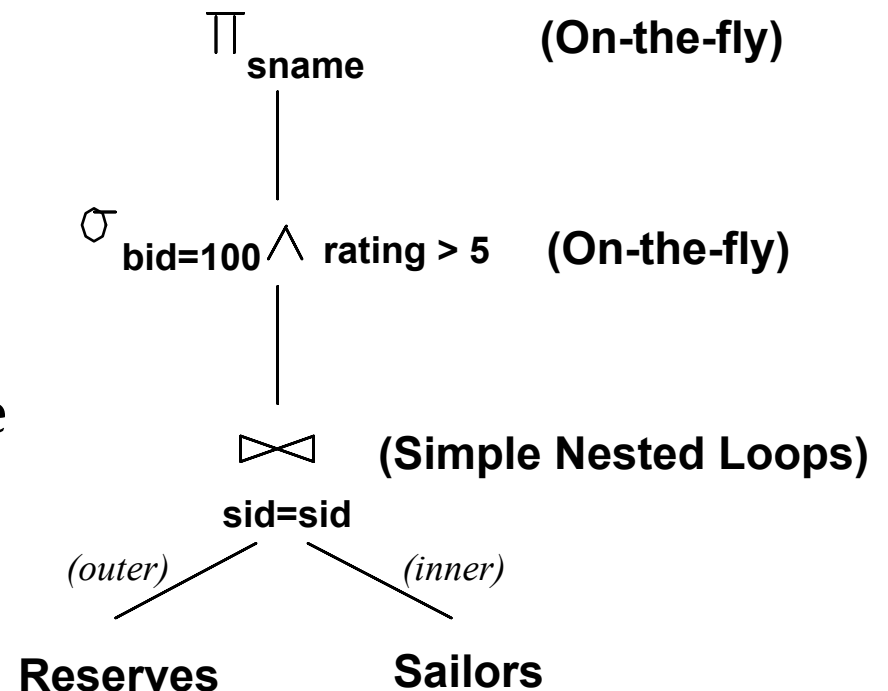 π sname (On-the-fly)
σ bid=100 ∧ rating > 5 (On-the-fly)
e
⋈ (Simple Nested Loops)
sid=sid
(outer) (inner)
Reserves Sailors